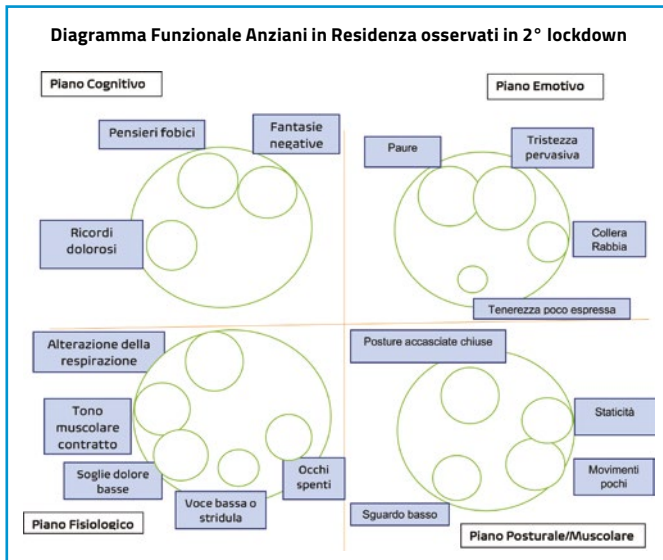 Diagramma Funzionale Anziani in Residenza osservati in 2° lockdown
Piano Cognitivo
Pensieri fobici
Fantasie
negative
Ricordi
dolorosi
Piano Emotivo
Paure
Tristezza
pervasiva
Collera
Rabbia
Tenerezza poco espressa
Alterazione della
respirazione
Tono
muscolare
contratto
Soglie dolore
basse
Voce bassa o
stridula
Occhi
spenti
Piano Fisiologico
Posture accasciate chiuse
Staticità
Movimenti
pochi
Sguardo basso
Piano Posturale/Muscolare